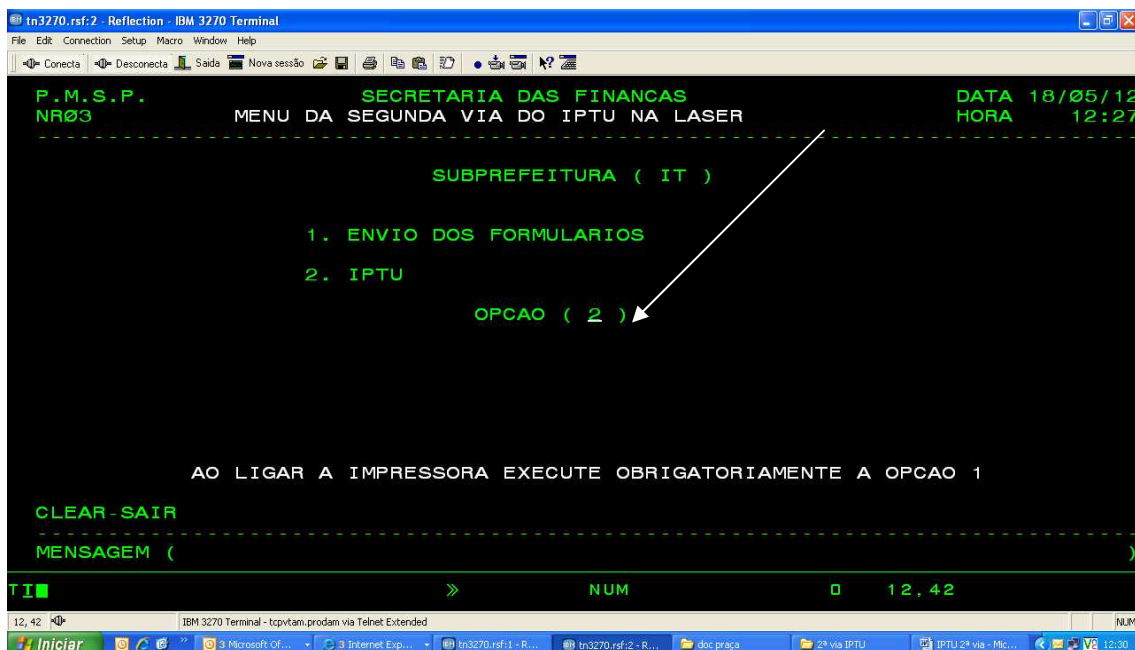 tn3270.rsf:2 - Reflection - IBM 3270 Terminal
File Edit Connection Setup Macro Window Help
Conecta Desconecta Saida Nova sessão
P.M.S.P. SECRETARIA DAS FINANCAS DATA 18/05/12
NR03 MENU DA SEGUNDA VIA DO IPTU NA LASER HORA 12:27
SUBPREFEITURA ( IT )
1. ENVIO DOS FORMULARIOS
2. IPTU
OPCAO ( 2 )
AO LIGAR A IMPRESSORA EXECUTE OBRIGATORIAMENTE A OPCAO 1
CLEAR-SAIR
MENSAGEM ( )
TI >> NUM 12,42
12, 42 IBM 3270 Terminal - tcpvtam.prodam via Telnet Extended NUM
Iniciar 3 Microsoft Of... 3 Internet Exp... tn3270.rsf:1 - R... tn3270.rsf:2 - R... doc praça 2ª via IPTU IPTU 2ª via - Mic... 12:30